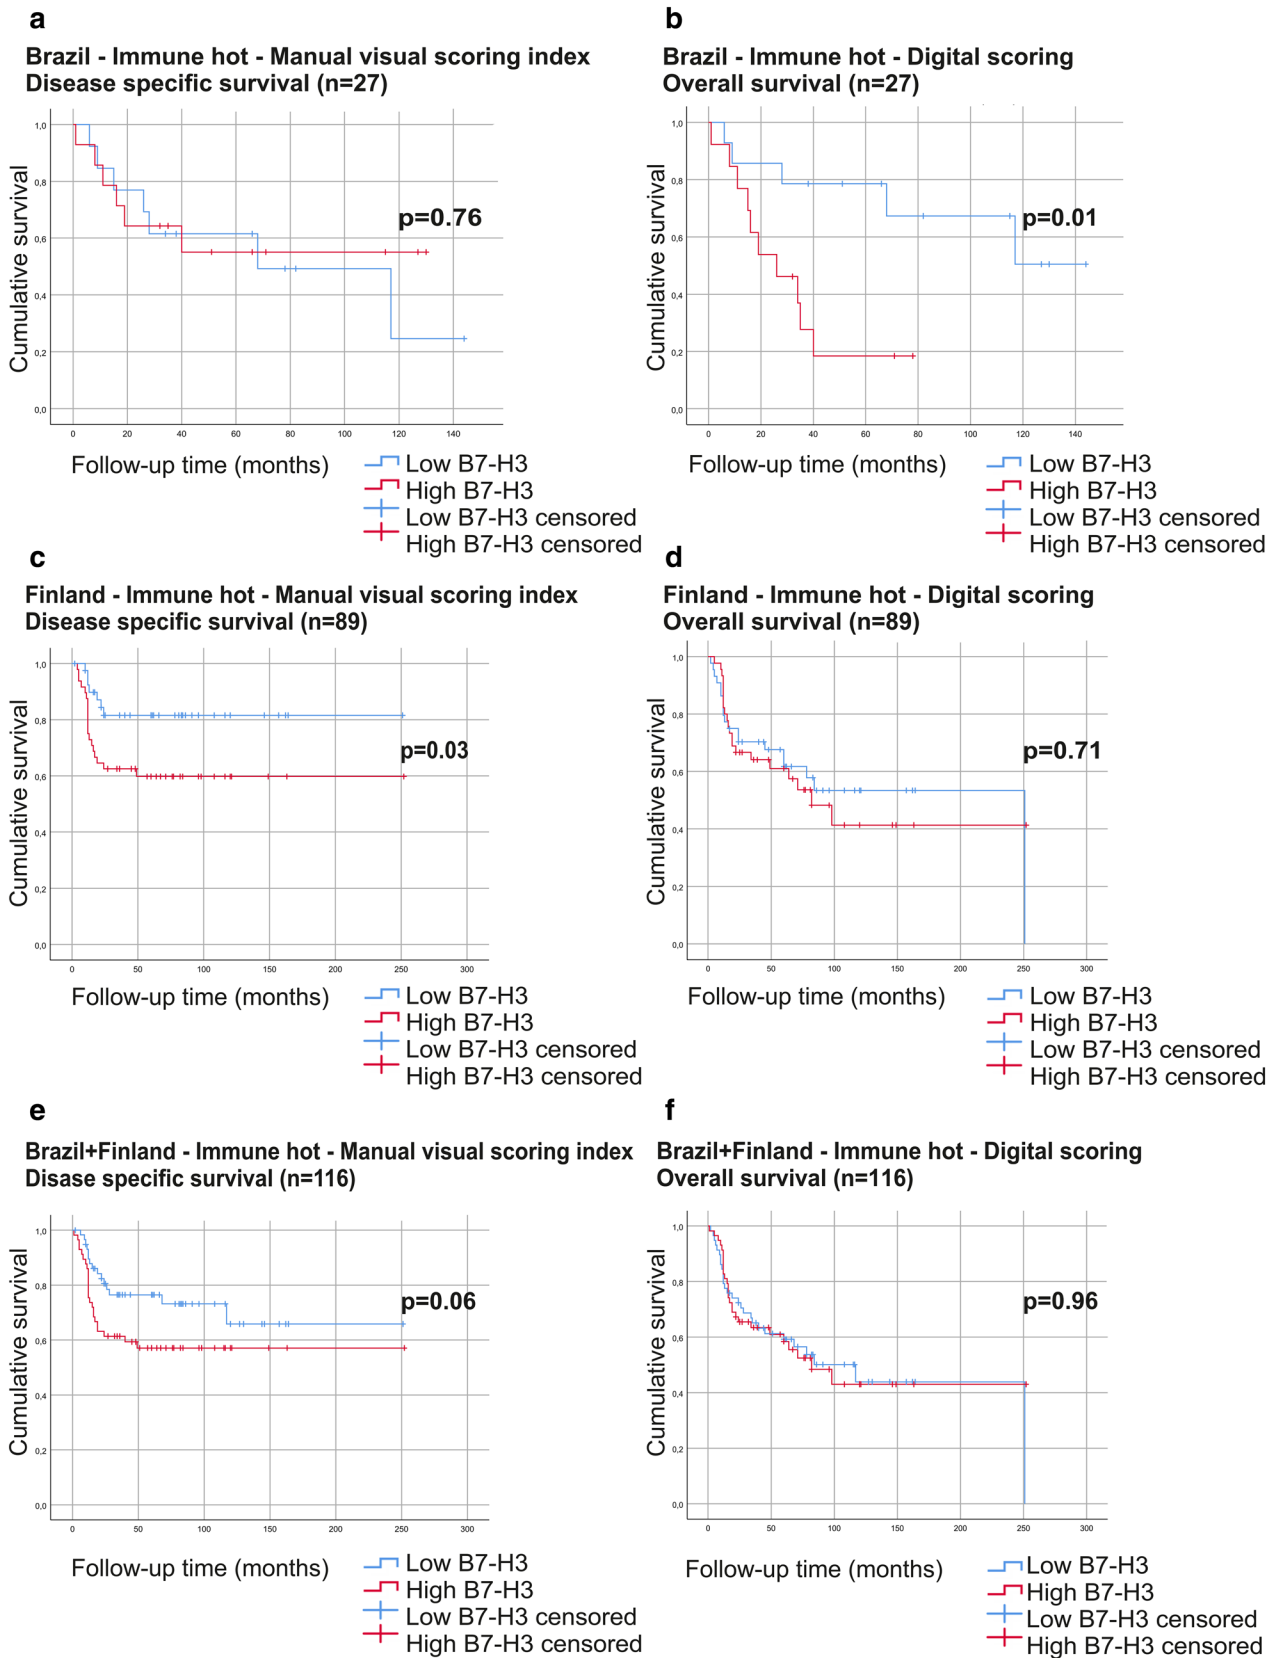 a
Brazil - Immune hot - Manual visual scoring index
Disease specific survival (n=27)
Cumulative survival
1,0
0,8
0,6
0,4
0,2
0,0
p=0.76
0 20 40 60 80 100 120 140
Follow-up time (months)
Low B7-H3
High B7-H3
Low B7-H3 censored
High B7-H3 censored
b
Brazil - Immune hot - Digital scoring
Overall survival (n=27)
Cumulative survival
1,0
0,8
0,6
0,4
0,2
0,0
p=0.01
0 20 40 60 80 100 120 140
Follow-up time (months)
Low B7-H3
High B7-H3
Low B7-H3 censored
High B7-H3 censored
c
Finland - Immune hot - Manual visual scoring index
Disease specific survival (n=89)
Cumulative survival
1,0
0,8
0,6
0,4
0,2
0,0
p=0.03
0 50 100 150 200 250 300
Follow-up time (months)
Low B7-H3
High B7-H3
Low B7-H3 censored
High B7-H3 censored
d
Finland - Immune hot - Digital scoring
Overall survival (n=89)
Cumulative survival
1,0
0,8
0,6
0,4
0,2
0,0
p=0.71
0 50 100 150 200 250 300
Follow-up time (months)
Low B7-H3
High B7-H3
Low B7-H3 censored
High B7-H3 censored
e
Brazil+Finland - Immune hot - Manual visual scoring index
Disase specific survival (n=116)
Cumulative survival
1,0
0,8
0,6
0,4
0,2
0,0
p=0.06
0 50 100 150 200 250 300
Follow-up time (months)
Low B7-H3
High B7-H3
Low B7-H3 censored
High B7-H3 censored
f
Brazil+Finland - Immune hot - Digital scoring
Overall survival (n=116)
Cumulative survival
1,0
0,8
0,6
0,4
0,2
0,0
p=0.96
0 50 100 150 200 250 300
Follow-up time (months)
Low B7-H3
High B7-H3
Low B7-H3 censored
High B7-H3 censored